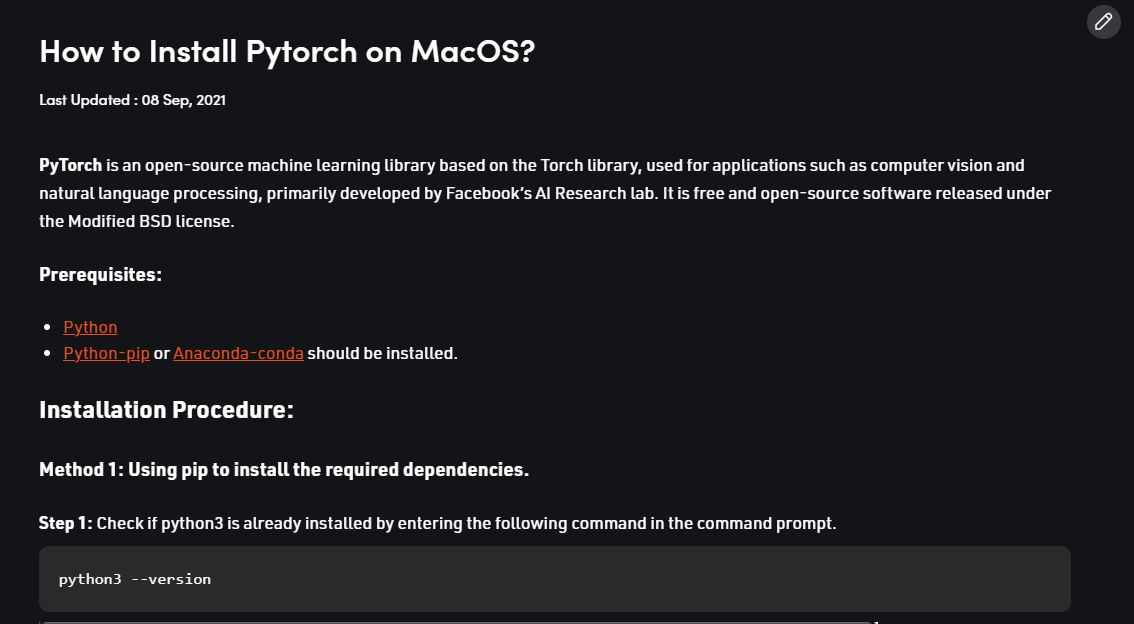 How to Install Pytorch on MacOS?
Last Updated : 08 Sep, 2021
PyTorch is an open-source machine learning library based on the Torch library, used for applications such as computer vision and
natural language processing, primarily developed by Facebook's AI Research lab. It is free and open-source software released under
the Modified BSD license.
Prerequisites:
Python
Python-pip or Anaconda-conda should be installed.
Installation Procedure:
Method 1: Using pip to install the required dependencies.
Step 1: Check if python3 is already installed by entering the following command in the command prompt.
python3 --version